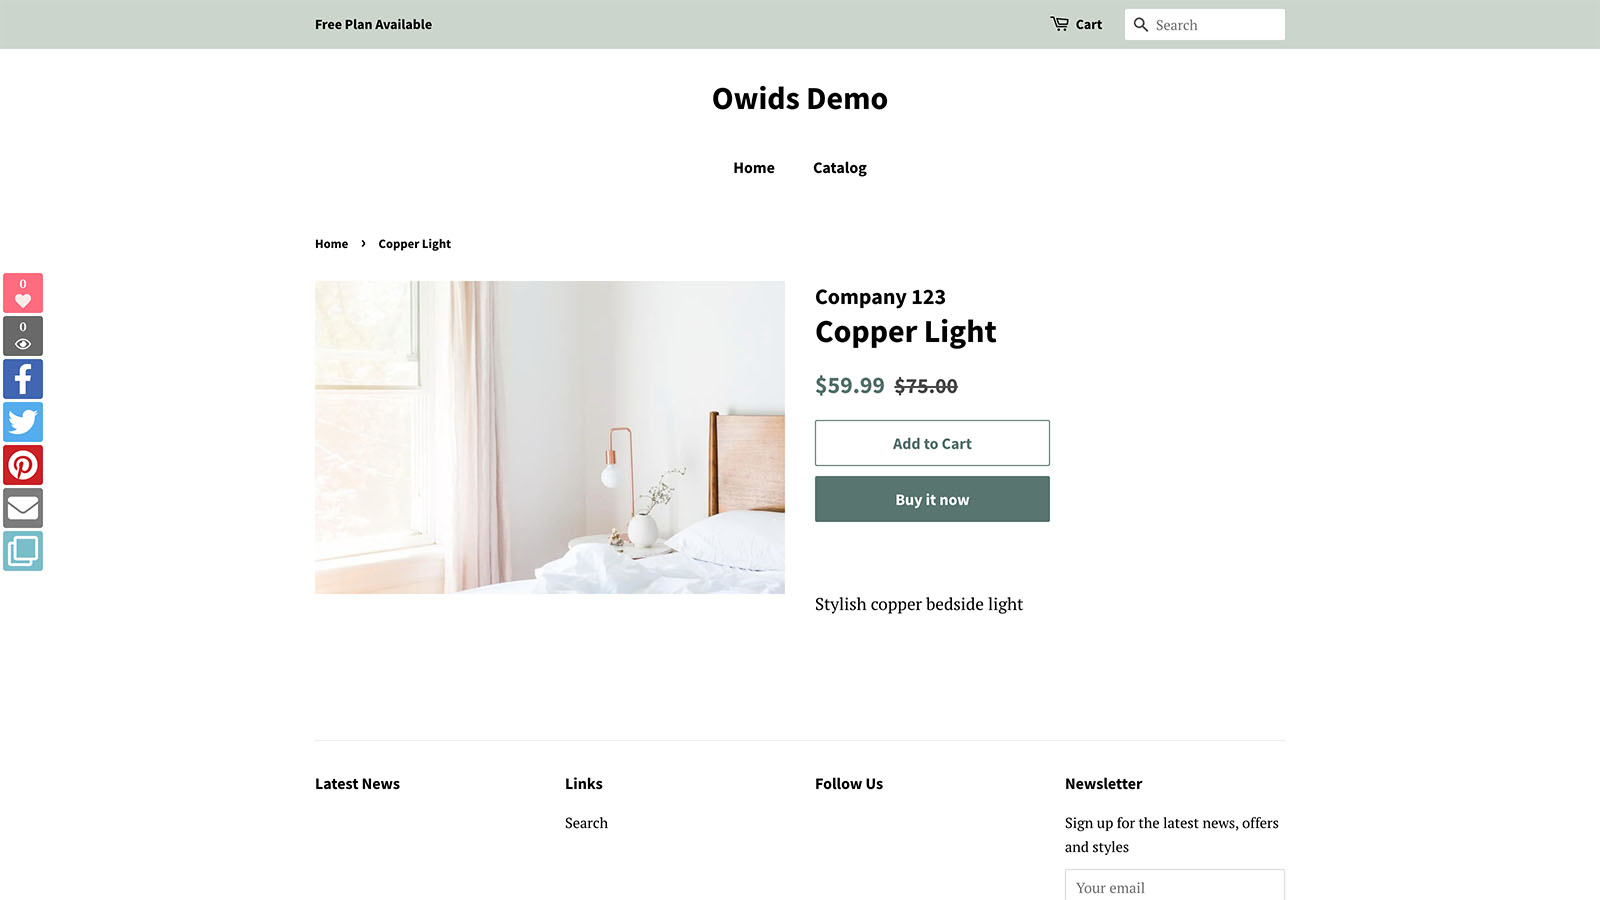 Free Plan Available
Cart
Search
Owids Demo
Home
Catalog
Home › Copper Light
0
0
Company 123
Copper Light
$59.99 $75.00
Add to Cart
Buy it now
Stylish copper bedside light
Latest News
Links
Search
Follow Us
Newsletter
Sign up for the latest news, offers
and styles
Your email